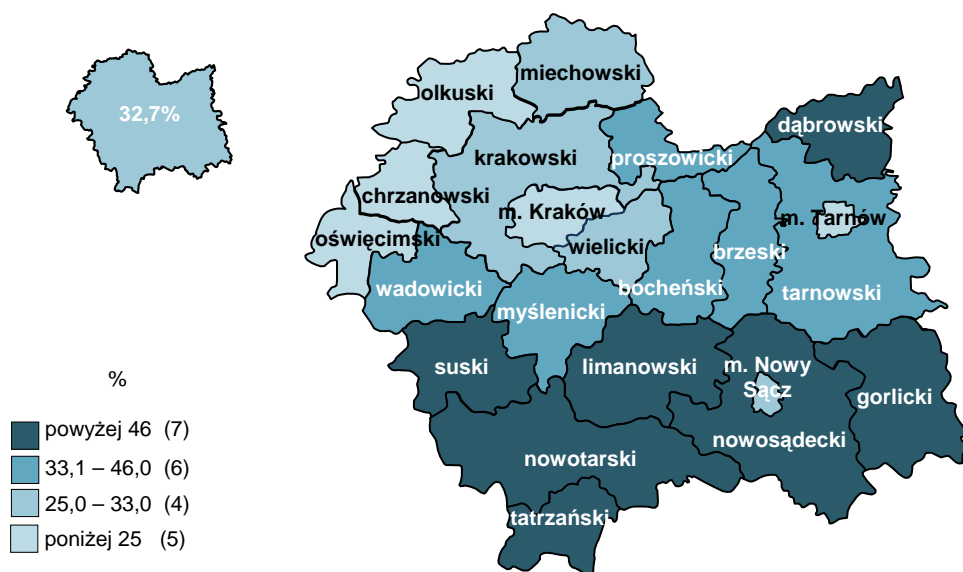 32,7%
miechowski
olkuski
dąbrowski
krakowski
proszowicki
chrzanowski
m. Kraków
m. Tarnów
oświęcimski
wielicki
brzeski
wadowicki
bocheński
tarnowski
myślenicki
suski
limanowski
m. Nowy
Sącz
gorlicki
nowosądecki
nowotarski
tatrzański
%
powyżej 46 (7)
33,1 – 46,0 (6)
25,0 – 33,0 (4)
poniżej 25 (5)